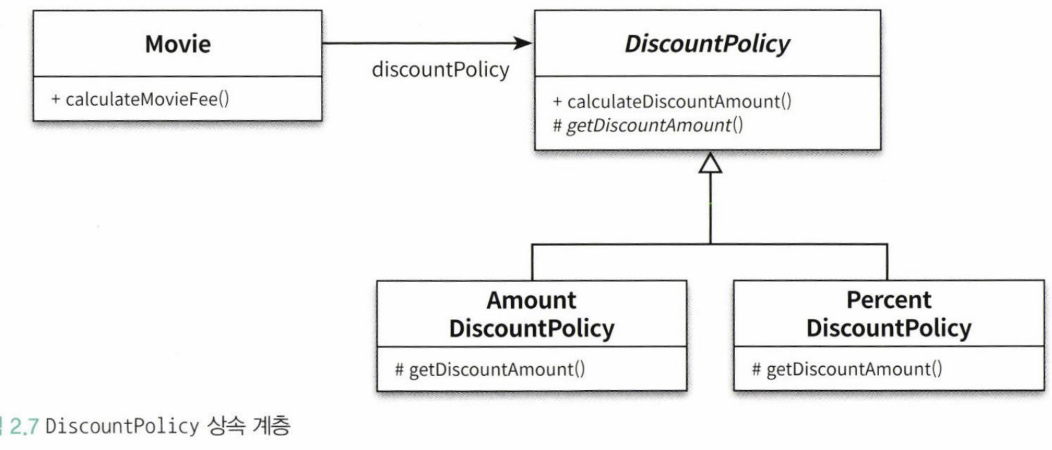 Movie
+ calculateMovieFee()
discountPolicy
DiscountPolicy
+ calculateDiscountAmount()
# getDiscountAmount()
Amount
DiscountPolicy
# getDiscountAmount()
Percent
DiscountPolicy
# getDiscountAmount()
2.7 DiscountPolicy 상속 계층